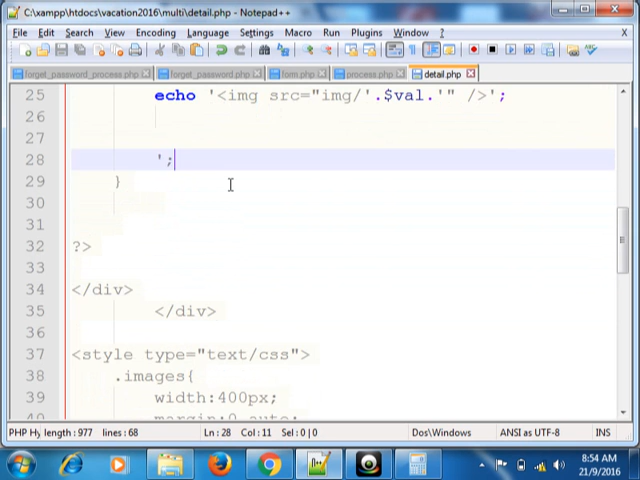 C:\xampp\htdocs\vacation2016\multi\detail.php - Notepad++
File Edit Search View Encoding Language Settings Macro Run Plugins Window ? X
forget_password_process.php forget_password.php form.php process.php detail.php
25 echo '<img src="img/'.$val.'" />';
26
27
28 ';
29 }
30
31
32 ?>
33
34 </div>
35 </div>
36
37 <style type="text/css">
38 .images{
39 width:400px;
40 margin:0 auto;
PHP Hy length : 977 lines : 68 Ln : 28 Col : 11 Sel : 0 | 0 Dos\Windows ANSI as UTF-8 INS
8:54 AM
21/9/2016